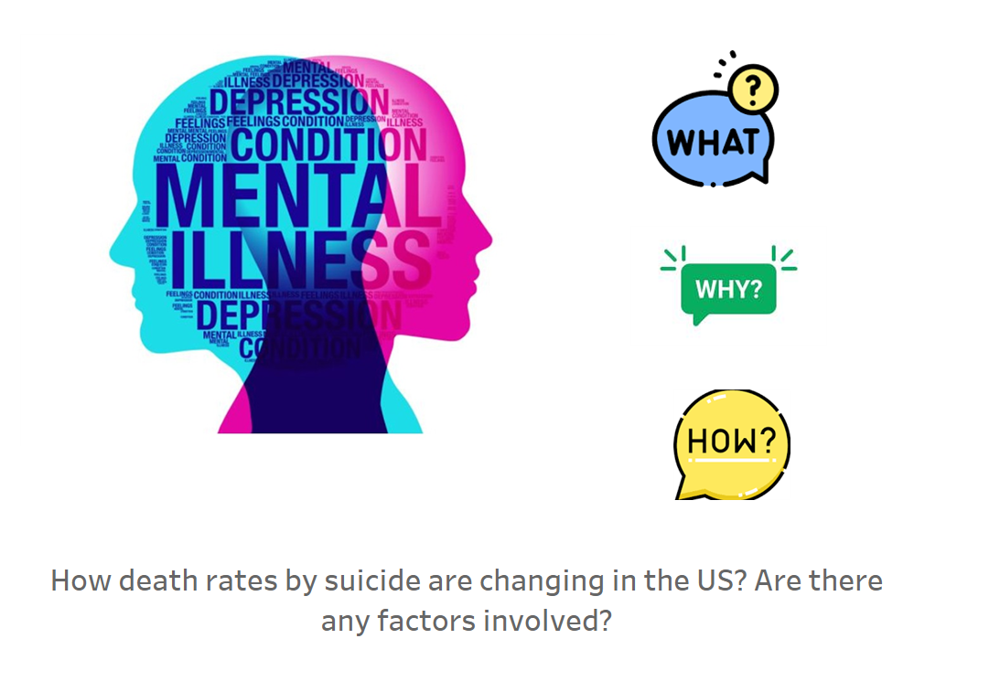 MENTAL
ILLNESS DEPRESSION
DEPRESSION
FEELINGS FEELINGS CONDITION DEPRESSION ILLNESS
DEPRESSION
CONDITION
MENTAL CONDITION
MENTAL
ILLNESS
FEELINGS CONDITION ILLNESS ILLNESS FEELINGS ILLNESS DEPRESSION
DEPRESSION
MENTAL ILLNESS
CONDITION
?
WHAT
WHY?
HOW?
How death rates by suicide are changing in the US? Are there
any factors involved?